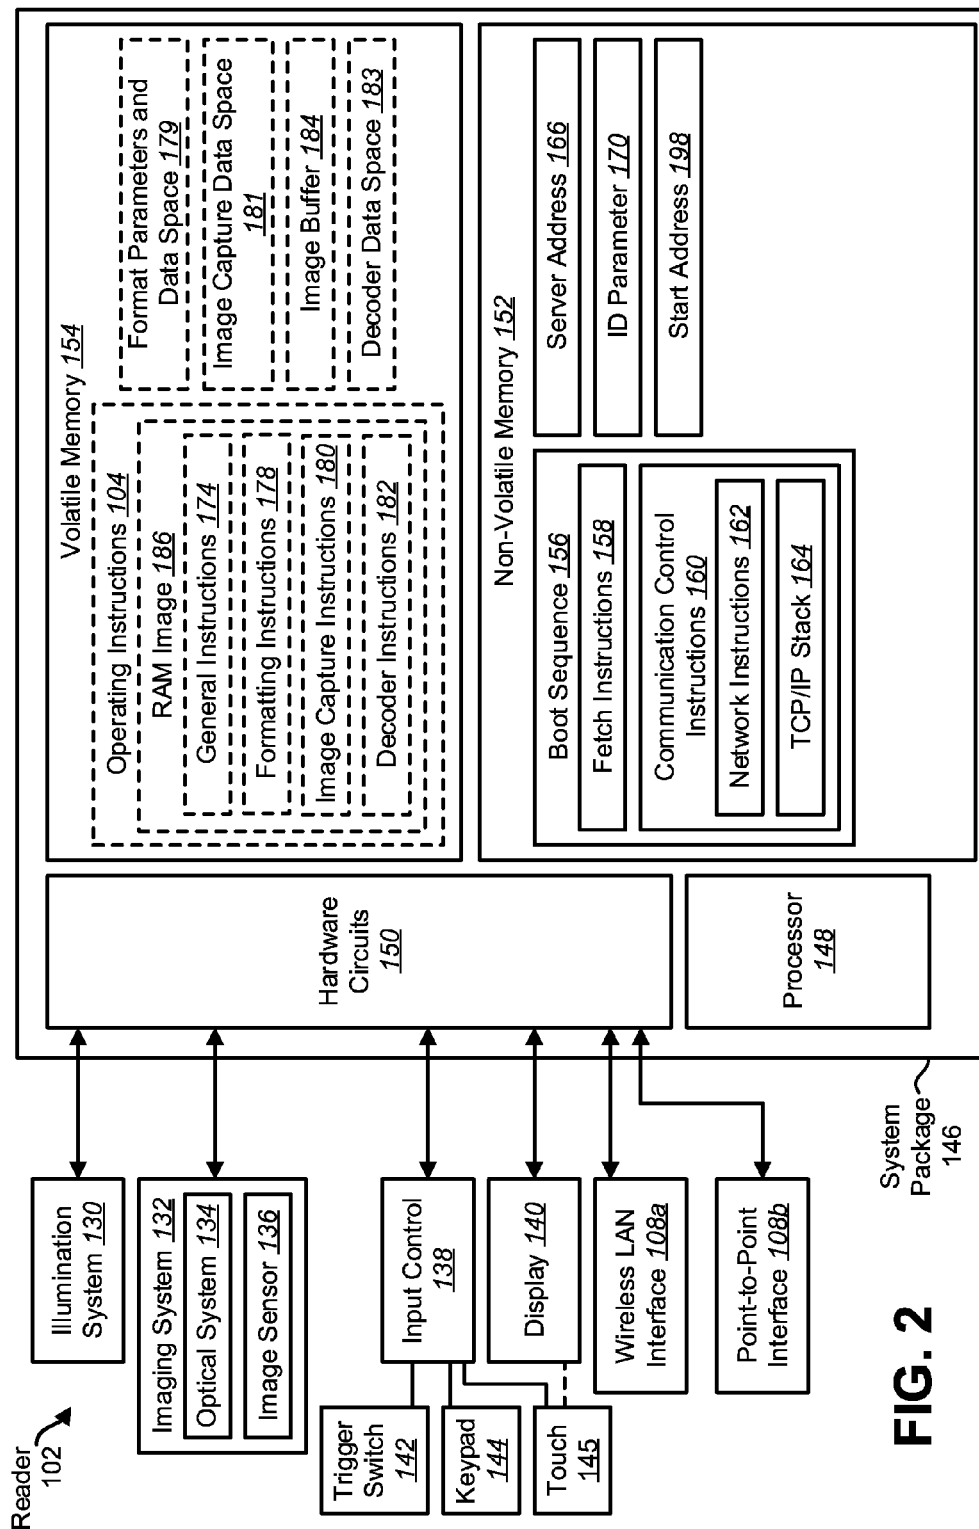 Reader
102
Illumination
System 130
Imaging System 132
Optical System 134
Image Sensor 136
Trigger
Switch
142
Keypad
144
Touch
145
Input Control
138
Display 140
Wireless LAN
Interface 108a
Point-to-Point
Interface 108b
System
Package
146
Hardware
Circuits
150
Processor
148
Volatile Memory 154
Operating Instructions 104
RAM Image 186
General Instructions 174
Formatting Instructions 178
Image Capture Instructions 180
Decoder Instructions 182
Format Parameters and
Data Space 179
Image Capture Data Space
181
Image Buffer 184
Decoder Data Space 183
Non-Volatile Memory 152
Boot Sequence 156
Fetch Instructions 158
Communication Control
Instructions 160
Network Instructions 162
TCP/IP Stack 164
Server Address 166
ID Parameter 170
Start Address 198
FIG. 2